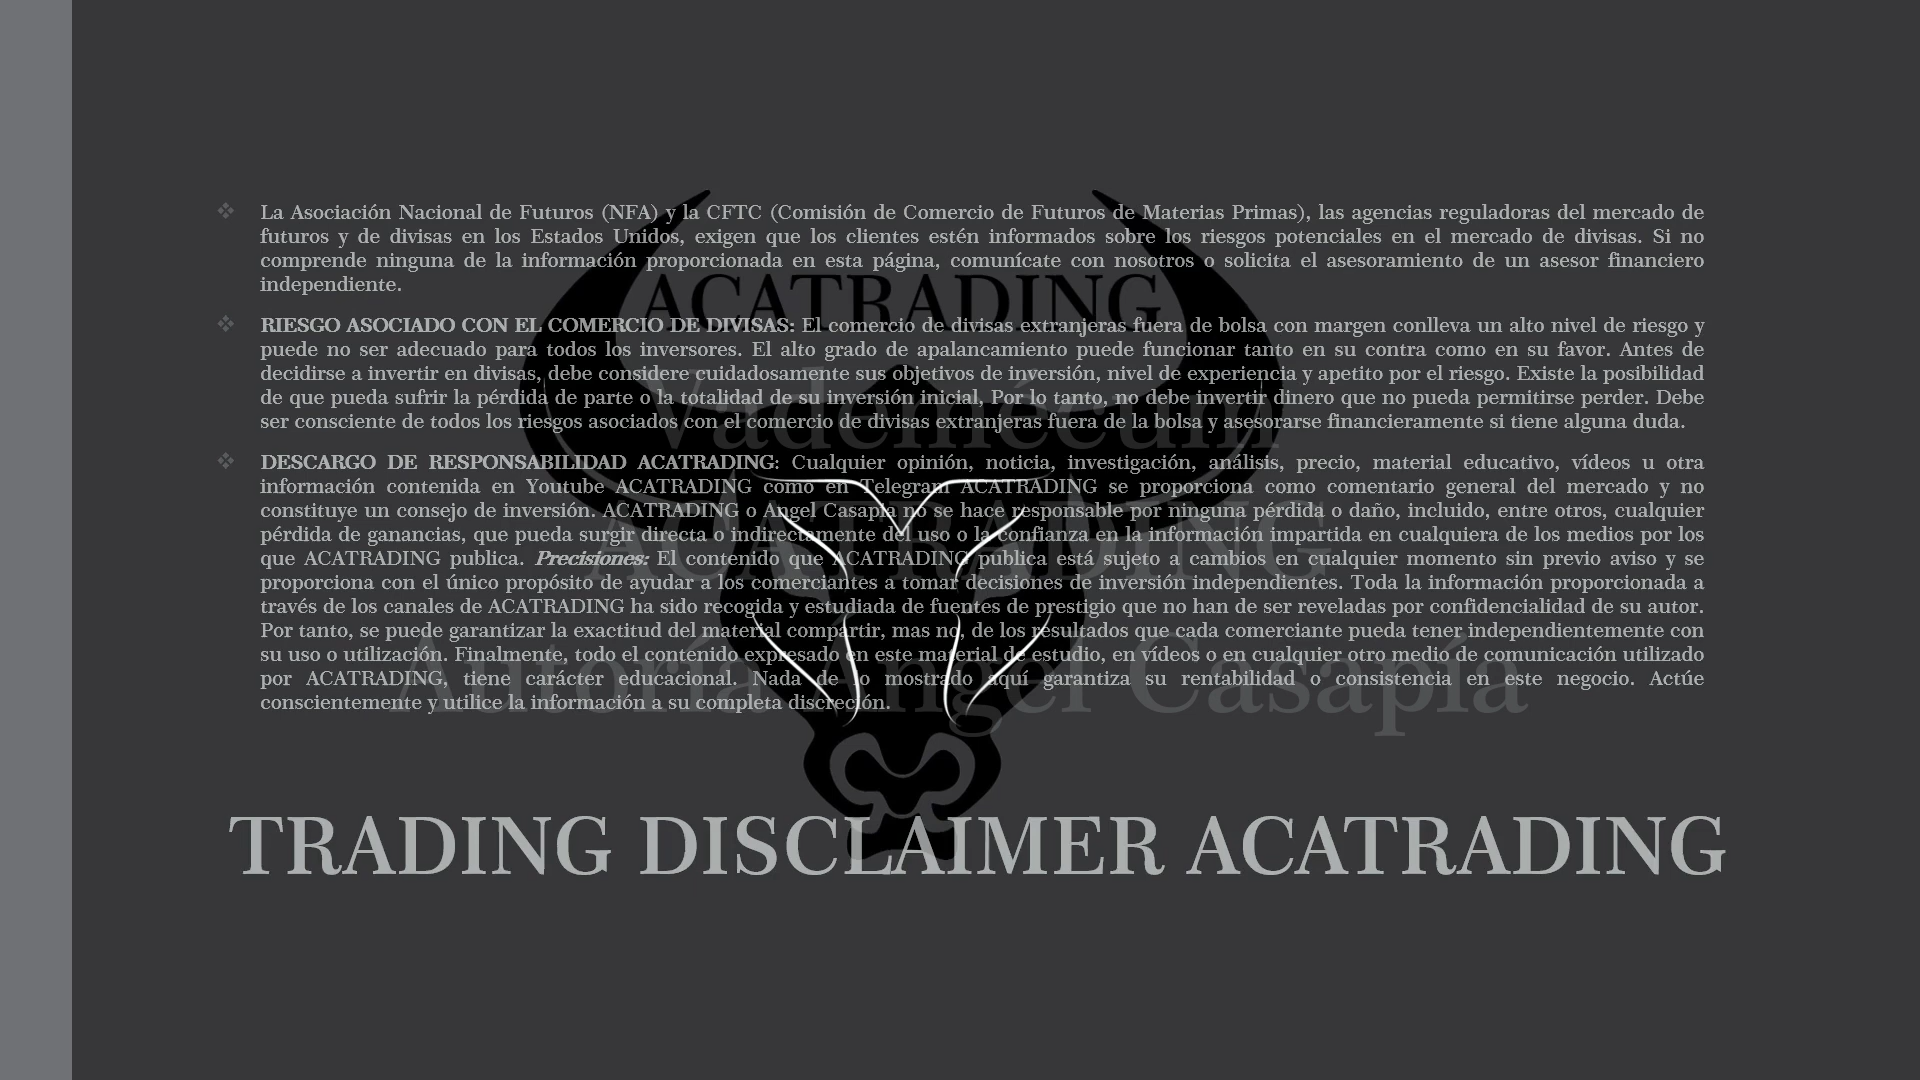 ❖ La Asociación Nacional de Futuros (NFA) y la CFTC (Comisión de Comercio de Futuros de Materias Primas), las agencias reguladoras del mercado de
futuros y de divisas en los Estados Unidos, exigen que los clientes estén informados sobre los riesgos potenciales en el mercado de divisas. Si no
comprende ninguna de la información proporcionada en esta página, comunícate con nosotros o solicita el asesoramiento de un asesor financiero
independiente.
❖ RIESGO ASOCIADO CON EL COMERCIO DE DIVISAS: El comercio de divisas extranjeras fuera de bolsa con margen conlleva un alto nivel de riesgo y
puede no ser adecuado para todos los inversores. El alto grado de apalancamiento puede funcionar tanto en su contra como en su favor. Antes de
decidirse a invertir en divisas, debe considere cuidadosamente sus objetivos de inversión, nivel de experiencia y apetito por el riesgo. Existe la posibilidad
de que pueda sufrir la pérdida de parte o la totalidad de su inversión inicial, Por lo tanto, no debe invertir dinero que no pueda permitirse perder. Debe
ser consciente de todos los riesgos asociados con el comercio de divisas extranjeras fuera de la bolsa y asesorarse financieramente si tiene alguna duda.
❖ DESCARGO DE RESPONSABILIDAD ACATRADING: Cualquier opinión, noticia, investigación, análisis, precio, material educativo, vídeos u otra
información contenida en Youtube ACATRADING como en Telegram ACATRADING se proporciona como comentario general del mercado y no
constituye un consejo de inversión. ACATRADING o Angel Casapia no se hace responsable por ninguna pérdida o daño, incluido, entre otros, cualquier
pérdida de ganancias, que pueda surgir directa o indirectamente del uso o la confianza en la información impartida en cualquiera de los medios por los
que ACATRADING publica. Precisiones: El contenido que ACATRADING publica está sujeto a cambios en cualquier momento sin previo aviso y se
proporciona con el único propósito de ayudar a los comerciantes a tomar decisiones de inversión independientes. Toda la información proporcionada a
través de los canales de ACATRADING ha sido recogida y estudiada de fuentes de prestigio que no han de ser reveladas por confidencialidad de su autor.
Por tanto, se puede garantizar la exactitud del material compartir, mas no, de los resultados que cada comerciante pueda tener independientemente con
su uso o utilización. Finalmente, todo el contenido expresado en este material de estudio, en vídeos o en cualquier otro medio de comunicación utilizado
por ACATRADING, tiene carácter educacional. Nada de lo mostrado aquí garantiza su rentabilidad o consistencia en este negocio. Actúe
conscientemente y utilice la información a su completa discreción.
ACATRADING
Vademécum
ACATRADING
Autoría Angel Casapía
TRADING DISCLAIMER ACATRADING